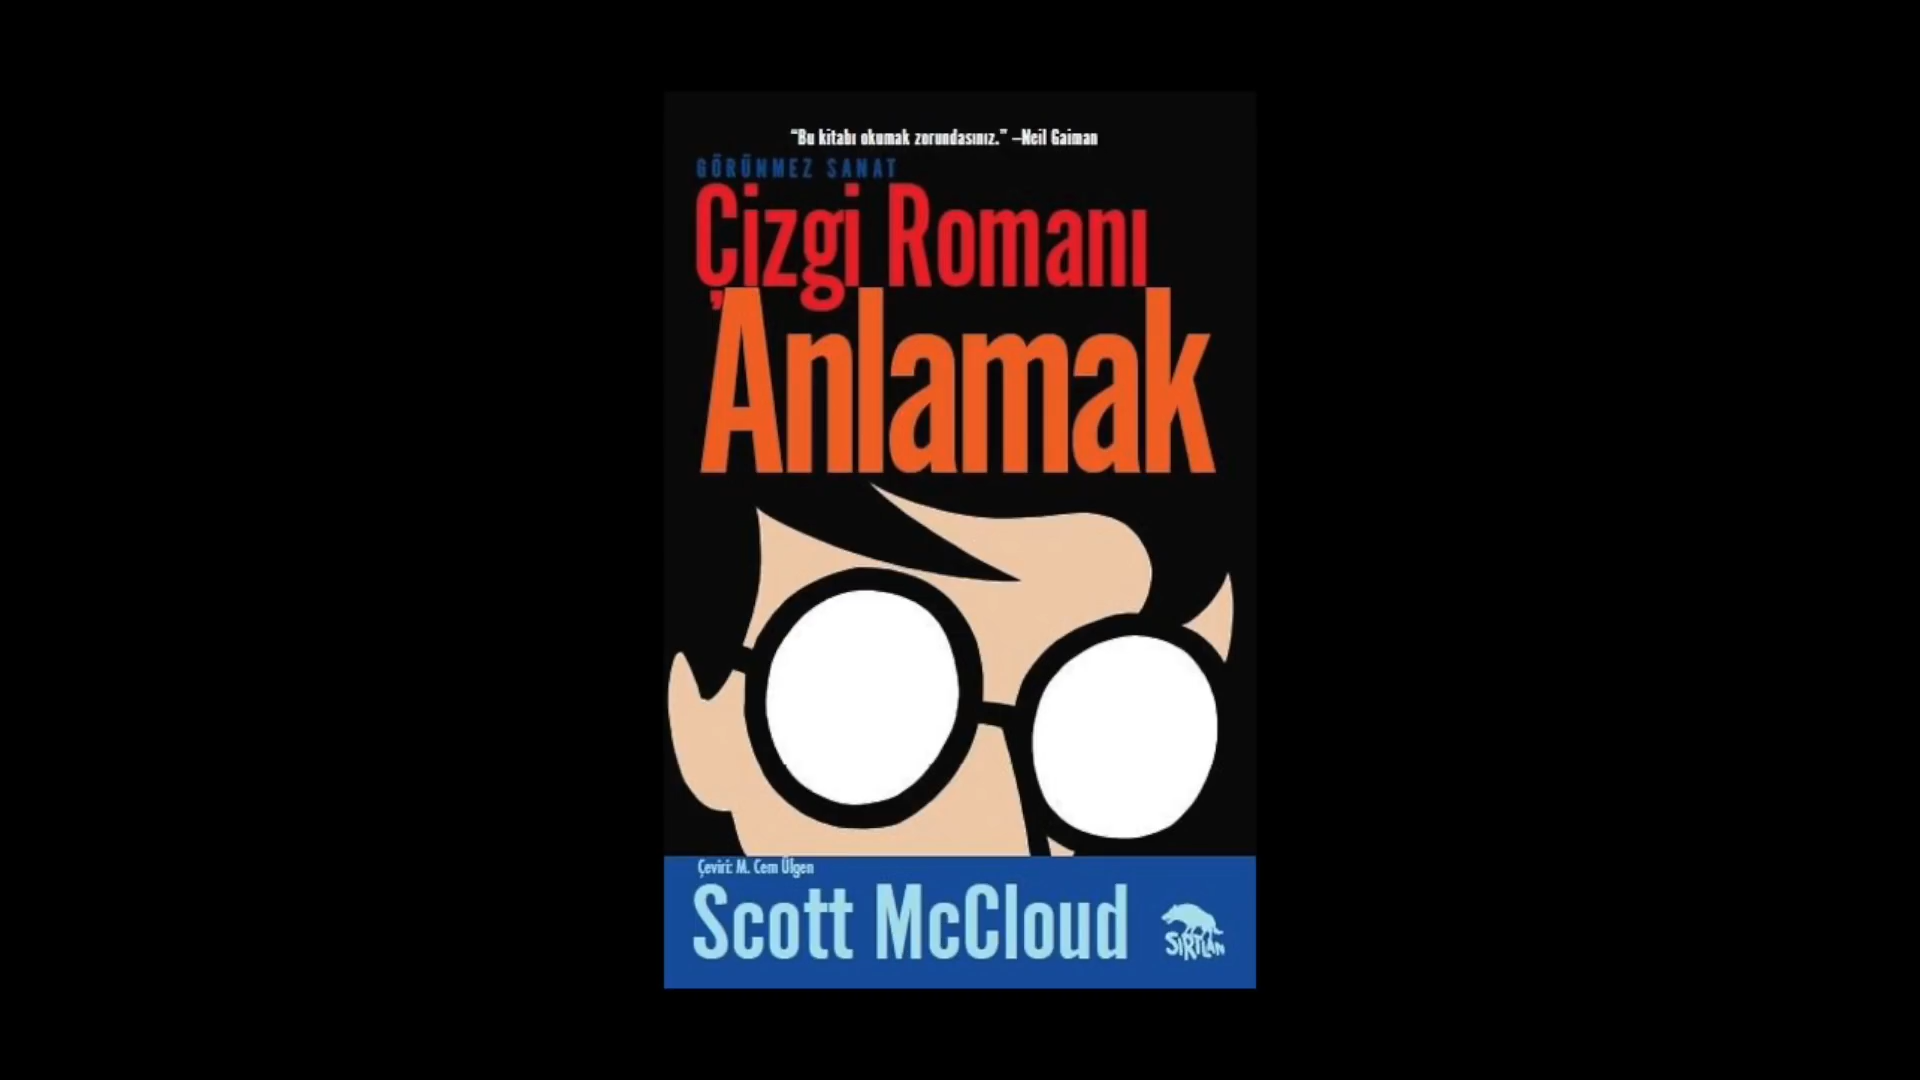 “Bu kitabı okumak zorundasınız.” –Neil Gaiman
GÖRÜNMEZ SANAT
Çizgi Romanı
Anlamak
Çeviri: M. Cem Ülgen
Scott McCloud
SIRTLAN